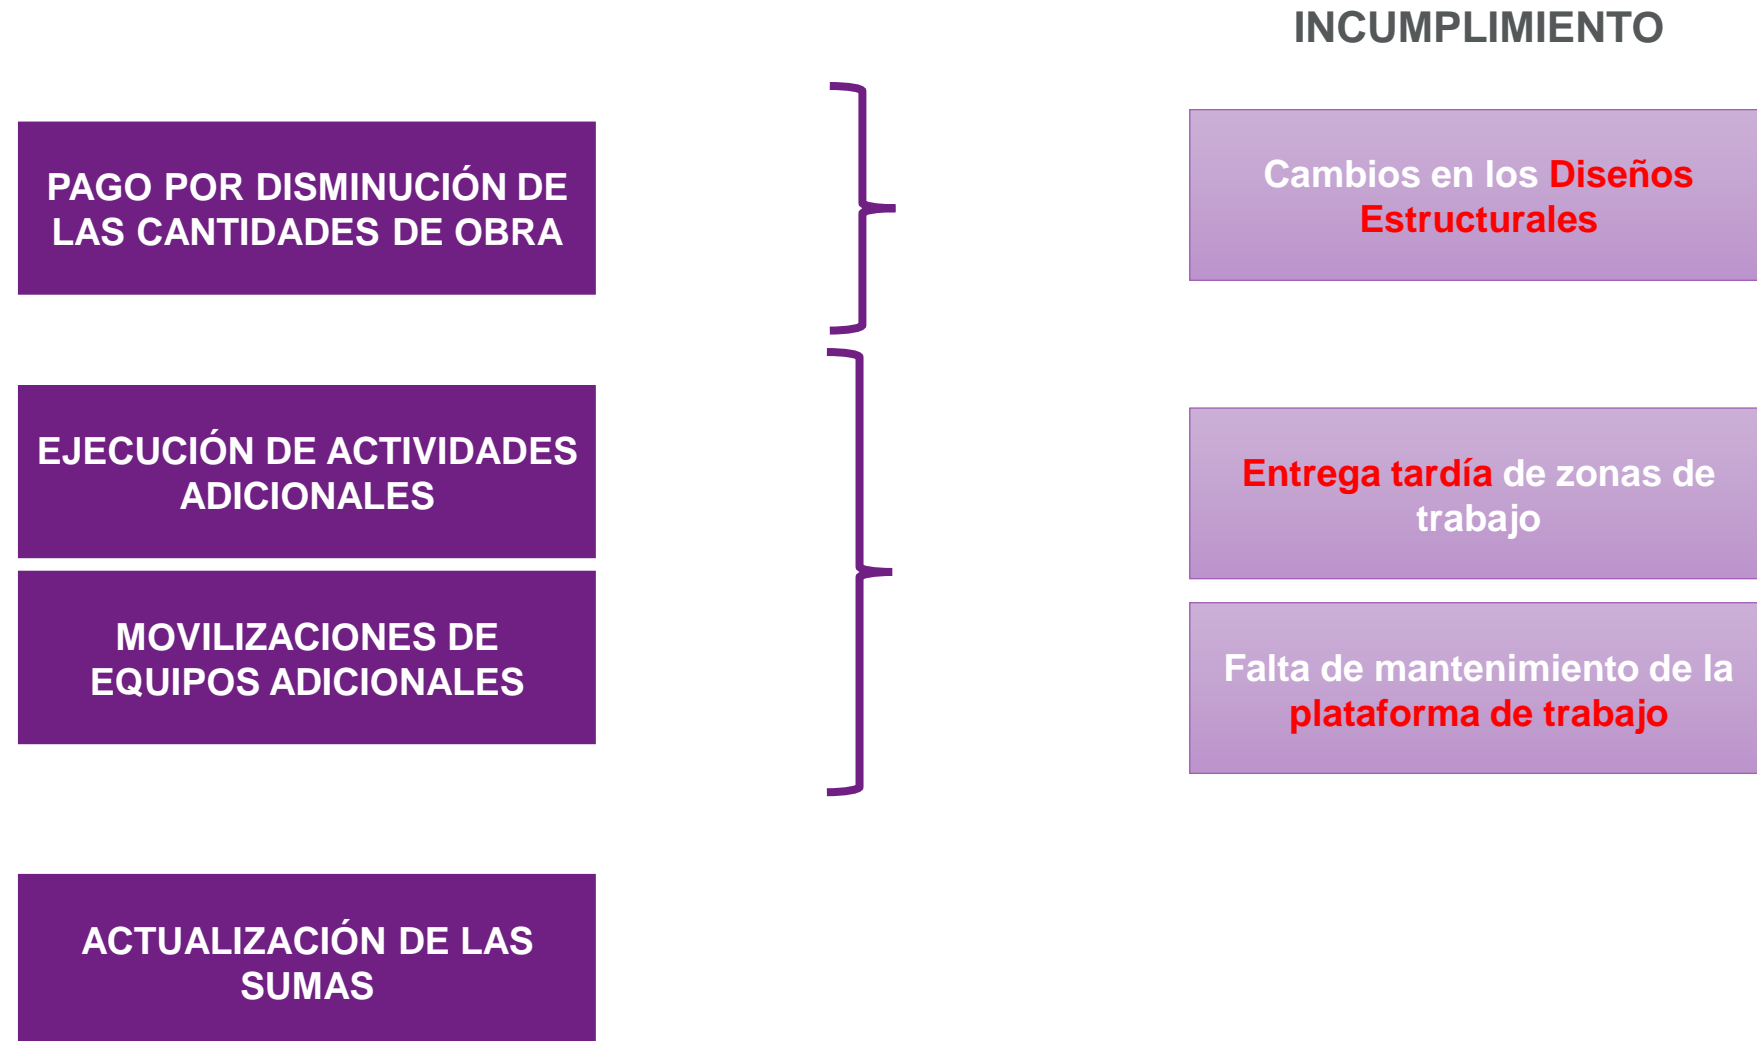 INCUMPLIMIENTO
PAGO POR DISMINUCIÓN DE
LAS CANTIDADES DE OBRA
Cambios en los Diseños
Estructurales
EJECUCIÓN DE ACTIVIDADES
ADICIONALES
Entrega tardía de zonas de
trabajo
MOVILIZACIONES DE
EQUIPOS ADICIONALES
Falta de mantenimiento de la
plataforma de trabajo
ACTUALIZACIÓN DE LAS
SUMAS